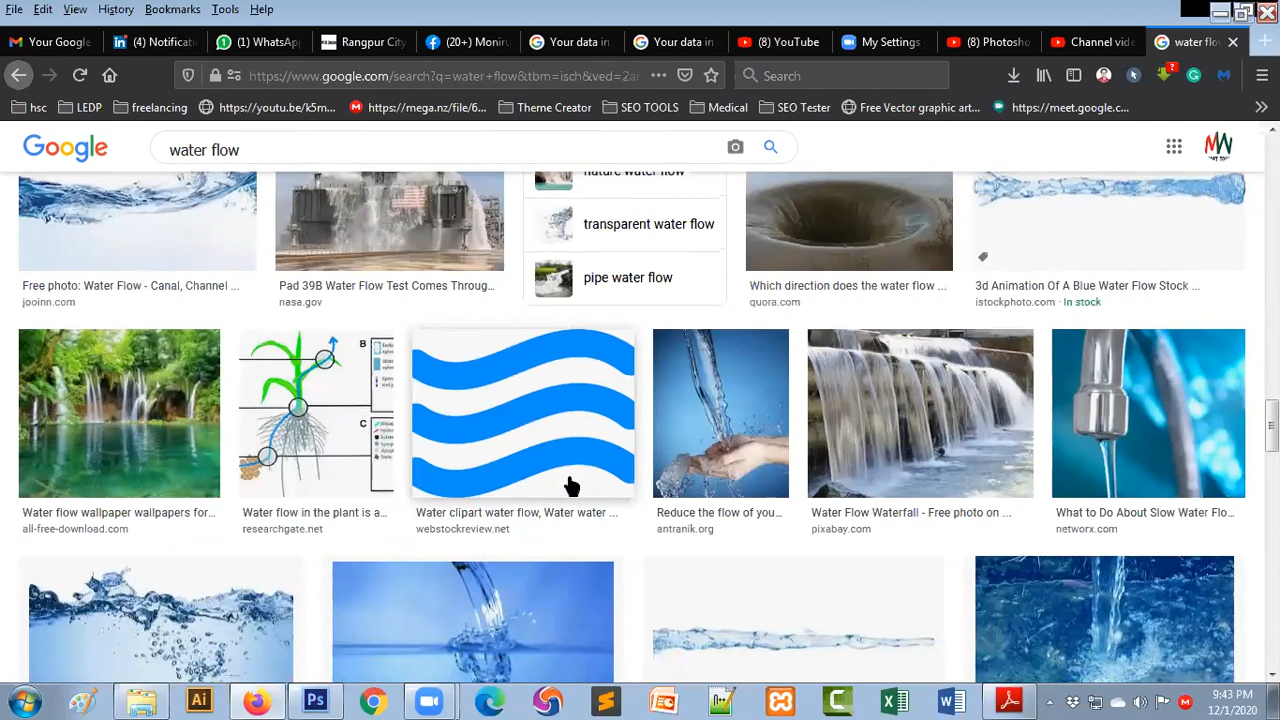 File Edit View History Bookmarks Tools Help
Your Google
(4) Notificati
(1) WhatsAp
Rangpur City
(20+) Moniru
Your data in
Your data in
(8) YouTube
My Settings
(8) Photosho
Channel vide
water flow
https://www.google.com/search?q=water+flow&tbm=isch&ved=2a
Search
hsc
LEDP
freelancing
https://youtu.be/k5m...
https://mega.nz/file/6...
Theme Creator
SEO TOOLS
Medical
SEO Tester
Free Vector graphic art...
https://meet.google.c...
Google
water flow
nature water flow
transparent water flow
pipe water flow
Free photo: Water Flow - Canal, Channel ...
jooinn.com
Pad 39B Water Flow Test Comes Throug...
nasa.gov
Which direction does the water flow ...
quora.com
3d Animation Of A Blue Water Flow Stock ...
istockphoto.com · In stock
B
C
Water flow wallpaper wallpapers for...
all-free-download.com
Water flow in the plant is a...
researchgate.net
Water clipart water flow, Water water ...
webstockreview.net
Reduce the flow of you...
antranik.org
Water Flow Waterfall - Free photo on ...
pixabay.com
What to Do About Slow Water Flo...
networx.com
Ai
Ps
9:43 PM
12/1/2020